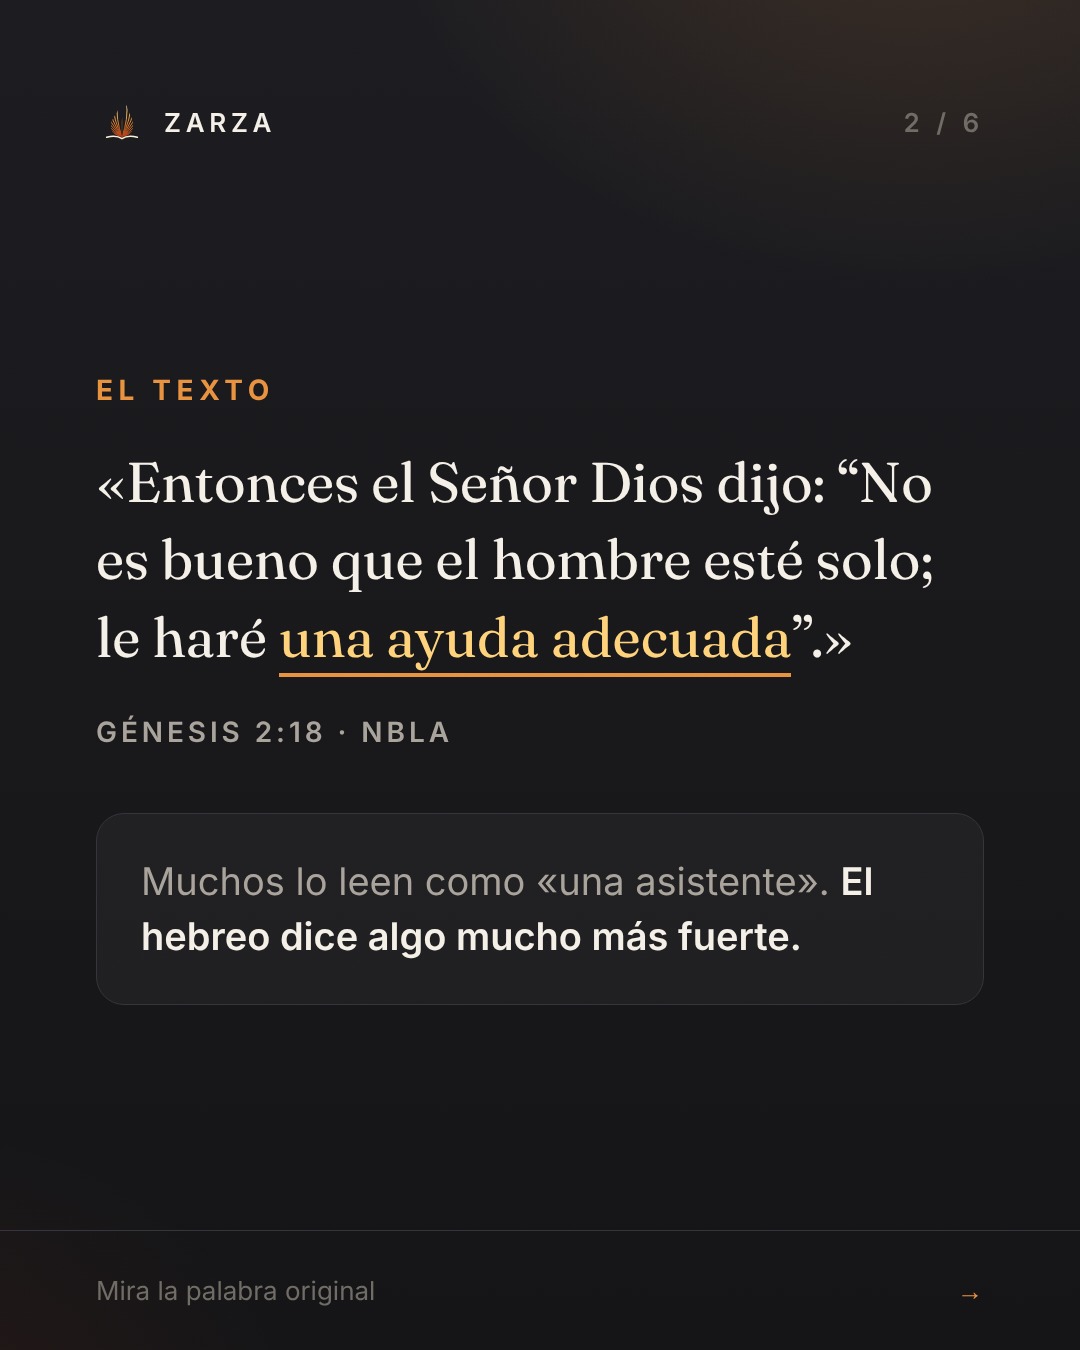 ZARZA
2 / 6
EL TEXTO
«Entonces el Señor Dios dijo: “No
es bueno que el hombre esté solo;
le haré una ayuda adecuada”.»
GÉNESIS 2:18 · NBLA
Muchos lo leen como «una asistente». El
hebreo dice algo mucho más fuerte.
Mira la palabra original →